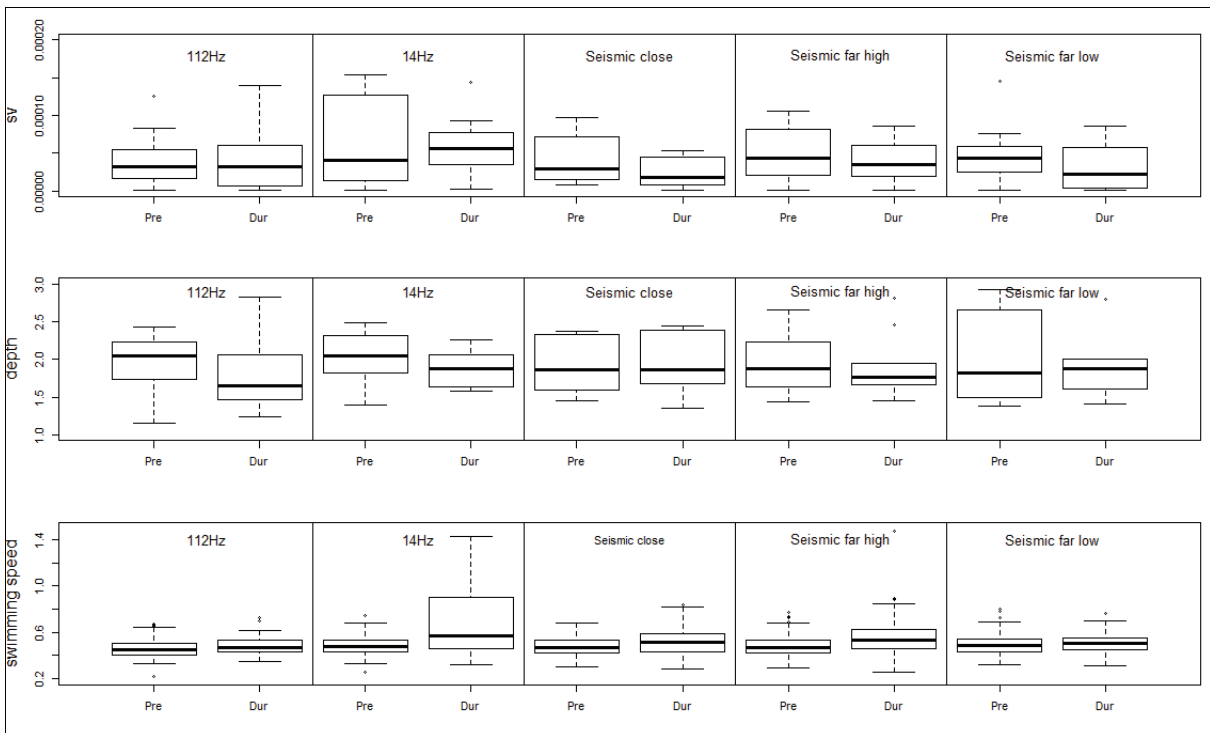 0.00020
112Hz 14Hz Seismic close Seismic far high Seismic far low
sv
0.00010
0.00000
Pre Dur Pre Dur Pre Dur Pre Dur Pre Dur
3.0
112Hz 14Hz Seismic close Seismic far high Seismic far low
2.5
depth
2.0
1.5
1.0
Pre Dur Pre Dur Pre Dur Pre Dur Pre Dur
1.4
112Hz 14Hz Seismic close Seismic far high Seismic far low
swimming speed
1.0
0.6
0.2
Pre Dur Pre Dur Pre Dur Pre Dur Pre Dur